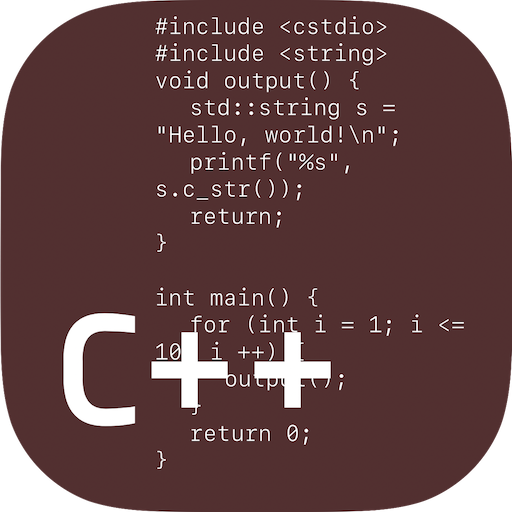 #include <cstdio>
#include <string>
void output() {
std::string s =
"Hello, world!\n";
printf("%s",
s.c_str());
return;
}
int main() {
for (int i = 1; i <=
10; i ++) {
output();
}
return 0;
}
C++